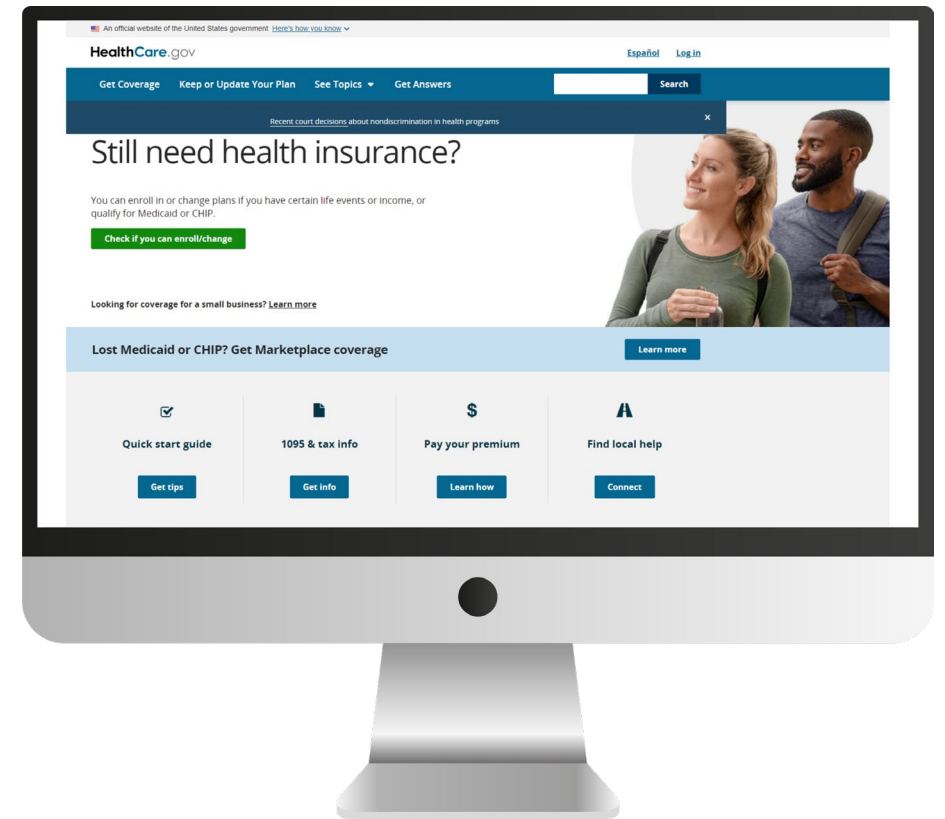 An official website of the United States government Here's how you know
HealthCare.gov
Español Log in
Get Coverage Keep or Update Your Plan See Topics Get Answers Search
Recent court decisions about nondiscrimination in health programs x
Still need health insurance?
You can enroll in or change plans if you have certain life events or income, or
qualify for Medicaid or CHIP.
Check if you can enroll/change
Looking for coverage for a small business? Learn more
Lost Medicaid or CHIP? Get Marketplace coverage Learn more
$
Quick start guide 1095 & tax info Pay your premium Find local help
Get tips Get info Learn how Connect